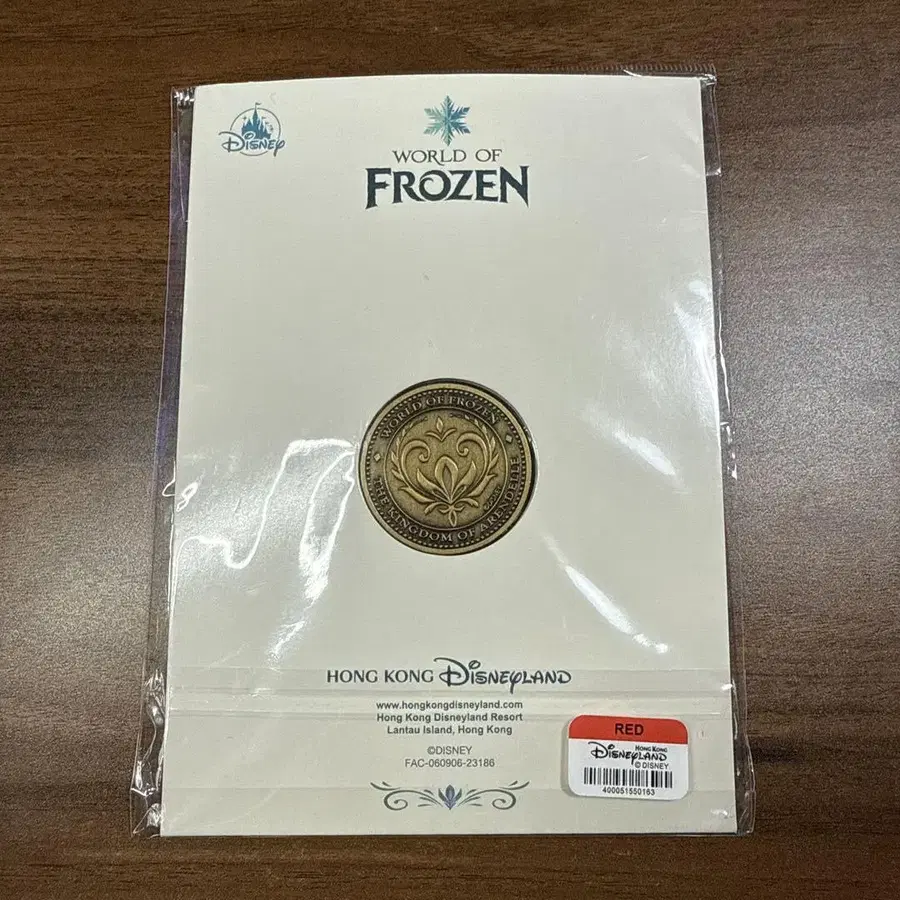 Disney
WORLD OF
FROZEN
WORLD OF FROZEN
THE KINGDOM OF ARENDELLE
HONG KONG Disneyland
www.hongkongdisneyland.com
Hong Kong Disneyland Resort
Lantau Island, Hong Kong
©DISNEY
FAC-060906-23186
RED
HONG KONG
Disneyland
© DISNEY
400051550163